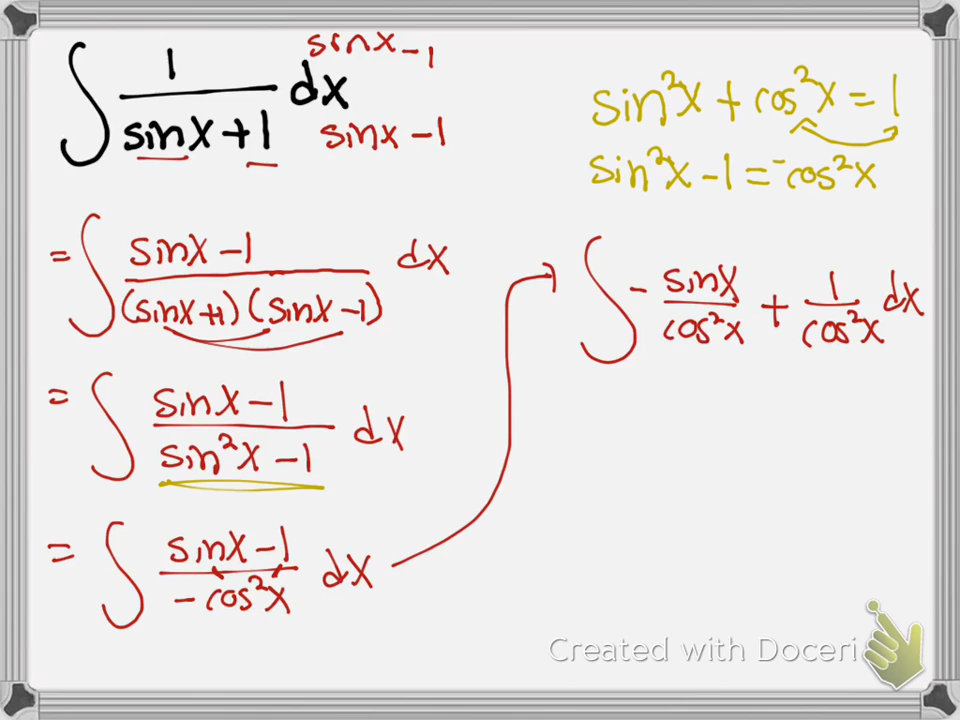 ∫ 1/(sinx + 1) dx (sinx - 1)/(sinx - 1)
= ∫ (sinx - 1)/((sinx+1)(sinx - 1)) dx
= ∫ (sinx - 1)/(sin²x - 1) dx
= ∫ (sinx - 1)/(-cos²x) dx
sin²x + cos²x = 1
sin²x - 1 = -cos²x
∫ - sinx/cos²x + 1/cos²x dx
Created with Doceri